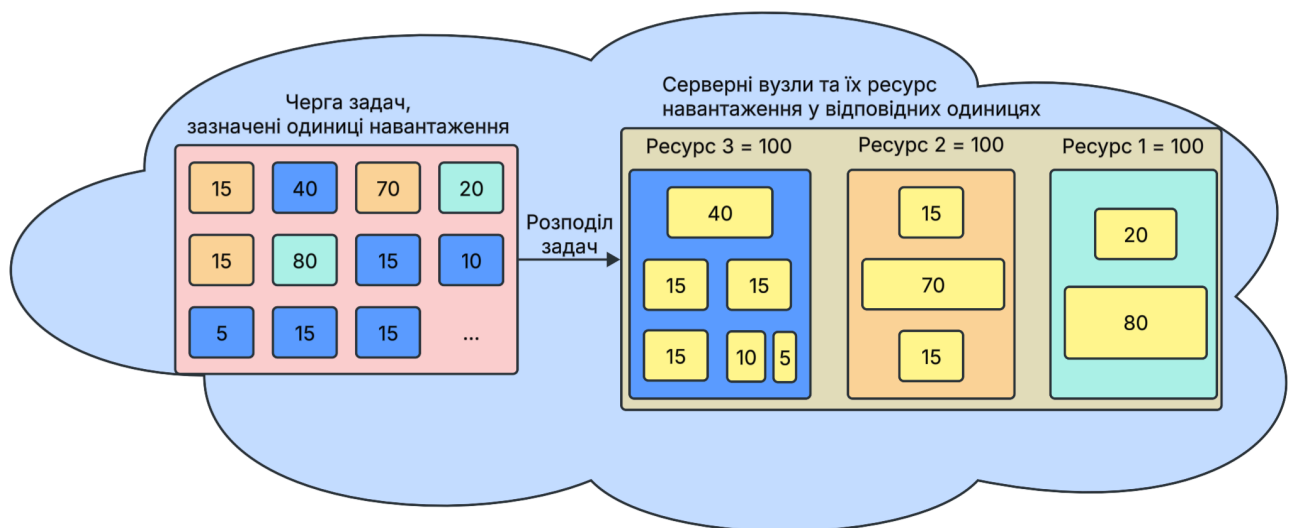 Черга задач,
зазначені одиниці навантаження
15 40 70 20
15 80 15 10
5 15 15 ...
Розподіл
задач
Серверні вузли та їх ресурс
навантаження у відповідних одиницях
Ресурс 3 = 100
40
15 15
15 10 5
Ресурс 2 = 100
15
70
15
Ресурс 1 = 100
20
80